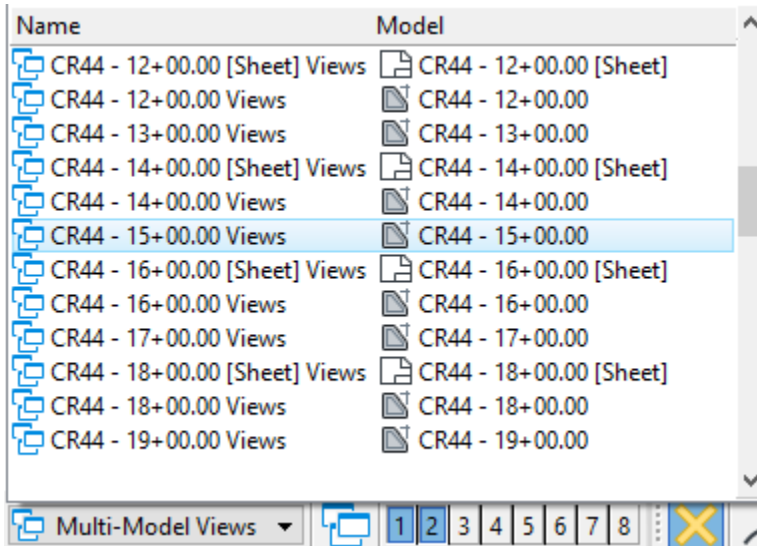 Name Model
CR44 - 12+00.00 [Sheet] Views CR44 - 12+00.00 [Sheet]
CR44 - 12+00.00 Views CR44 - 12+00.00
CR44 - 13+00.00 Views CR44 - 13+00.00
CR44 - 14+00.00 [Sheet] Views CR44 - 14+00.00 [Sheet]
CR44 - 14+00.00 Views CR44 - 14+00.00
CR44 - 15+00.00 Views CR44 - 15+00.00
CR44 - 16+00.00 [Sheet] Views CR44 - 16+00.00 [Sheet]
CR44 - 16+00.00 Views CR44 - 16+00.00
CR44 - 17+00.00 Views CR44 - 17+00.00
CR44 - 18+00.00 [Sheet] Views CR44 - 18+00.00 [Sheet]
CR44 - 18+00.00 Views CR44 - 18+00.00
CR44 - 19+00.00 Views CR44 - 19+00.00
Multi-Model Views 1 2 3 4 5 6 7 8